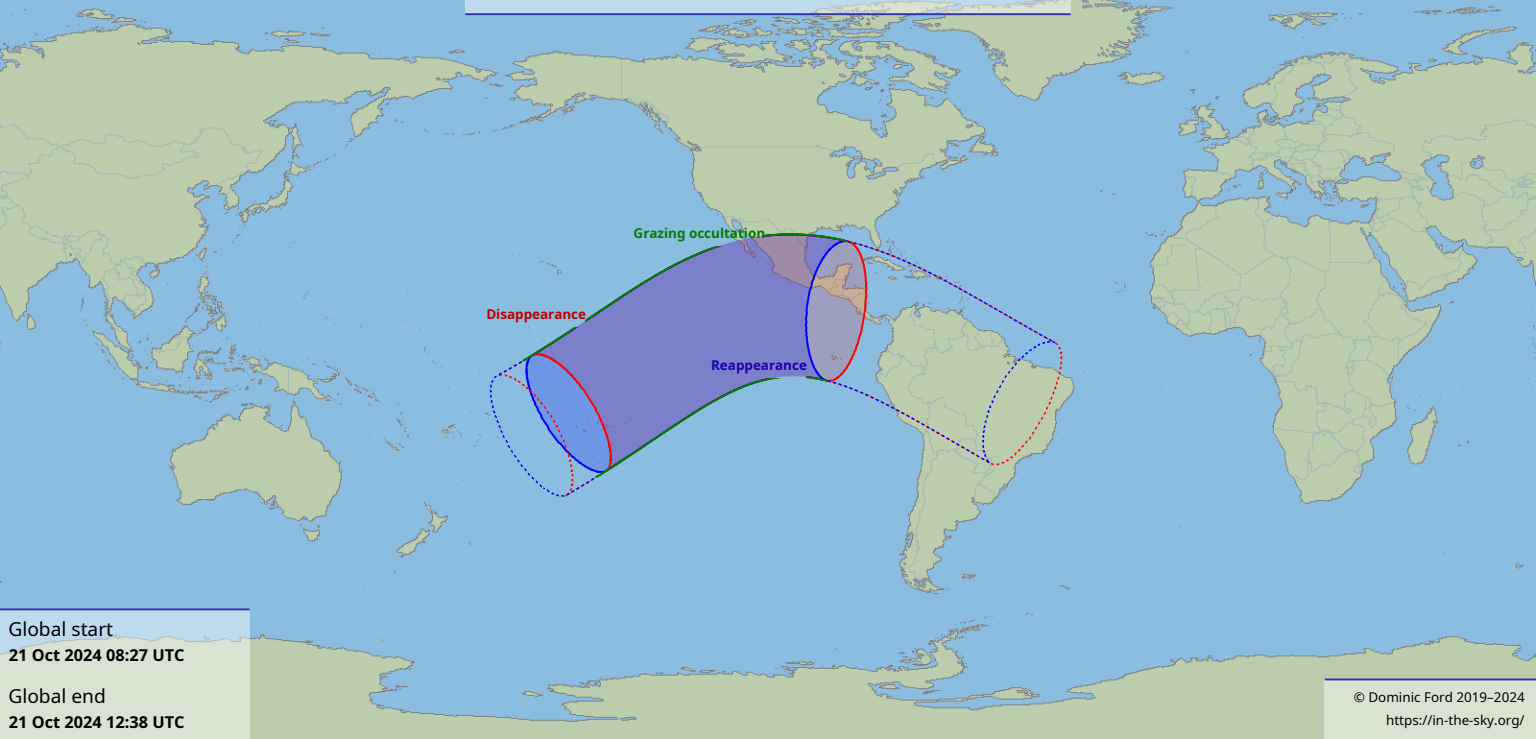 Grazing occultation
Disappearance
Reappearance
Global start
21 Oct 2024 08:27 UTC
Global end
21 Oct 2024 12:38 UTC
© Dominic Ford 2019–2024
https://in-the-sky.org/